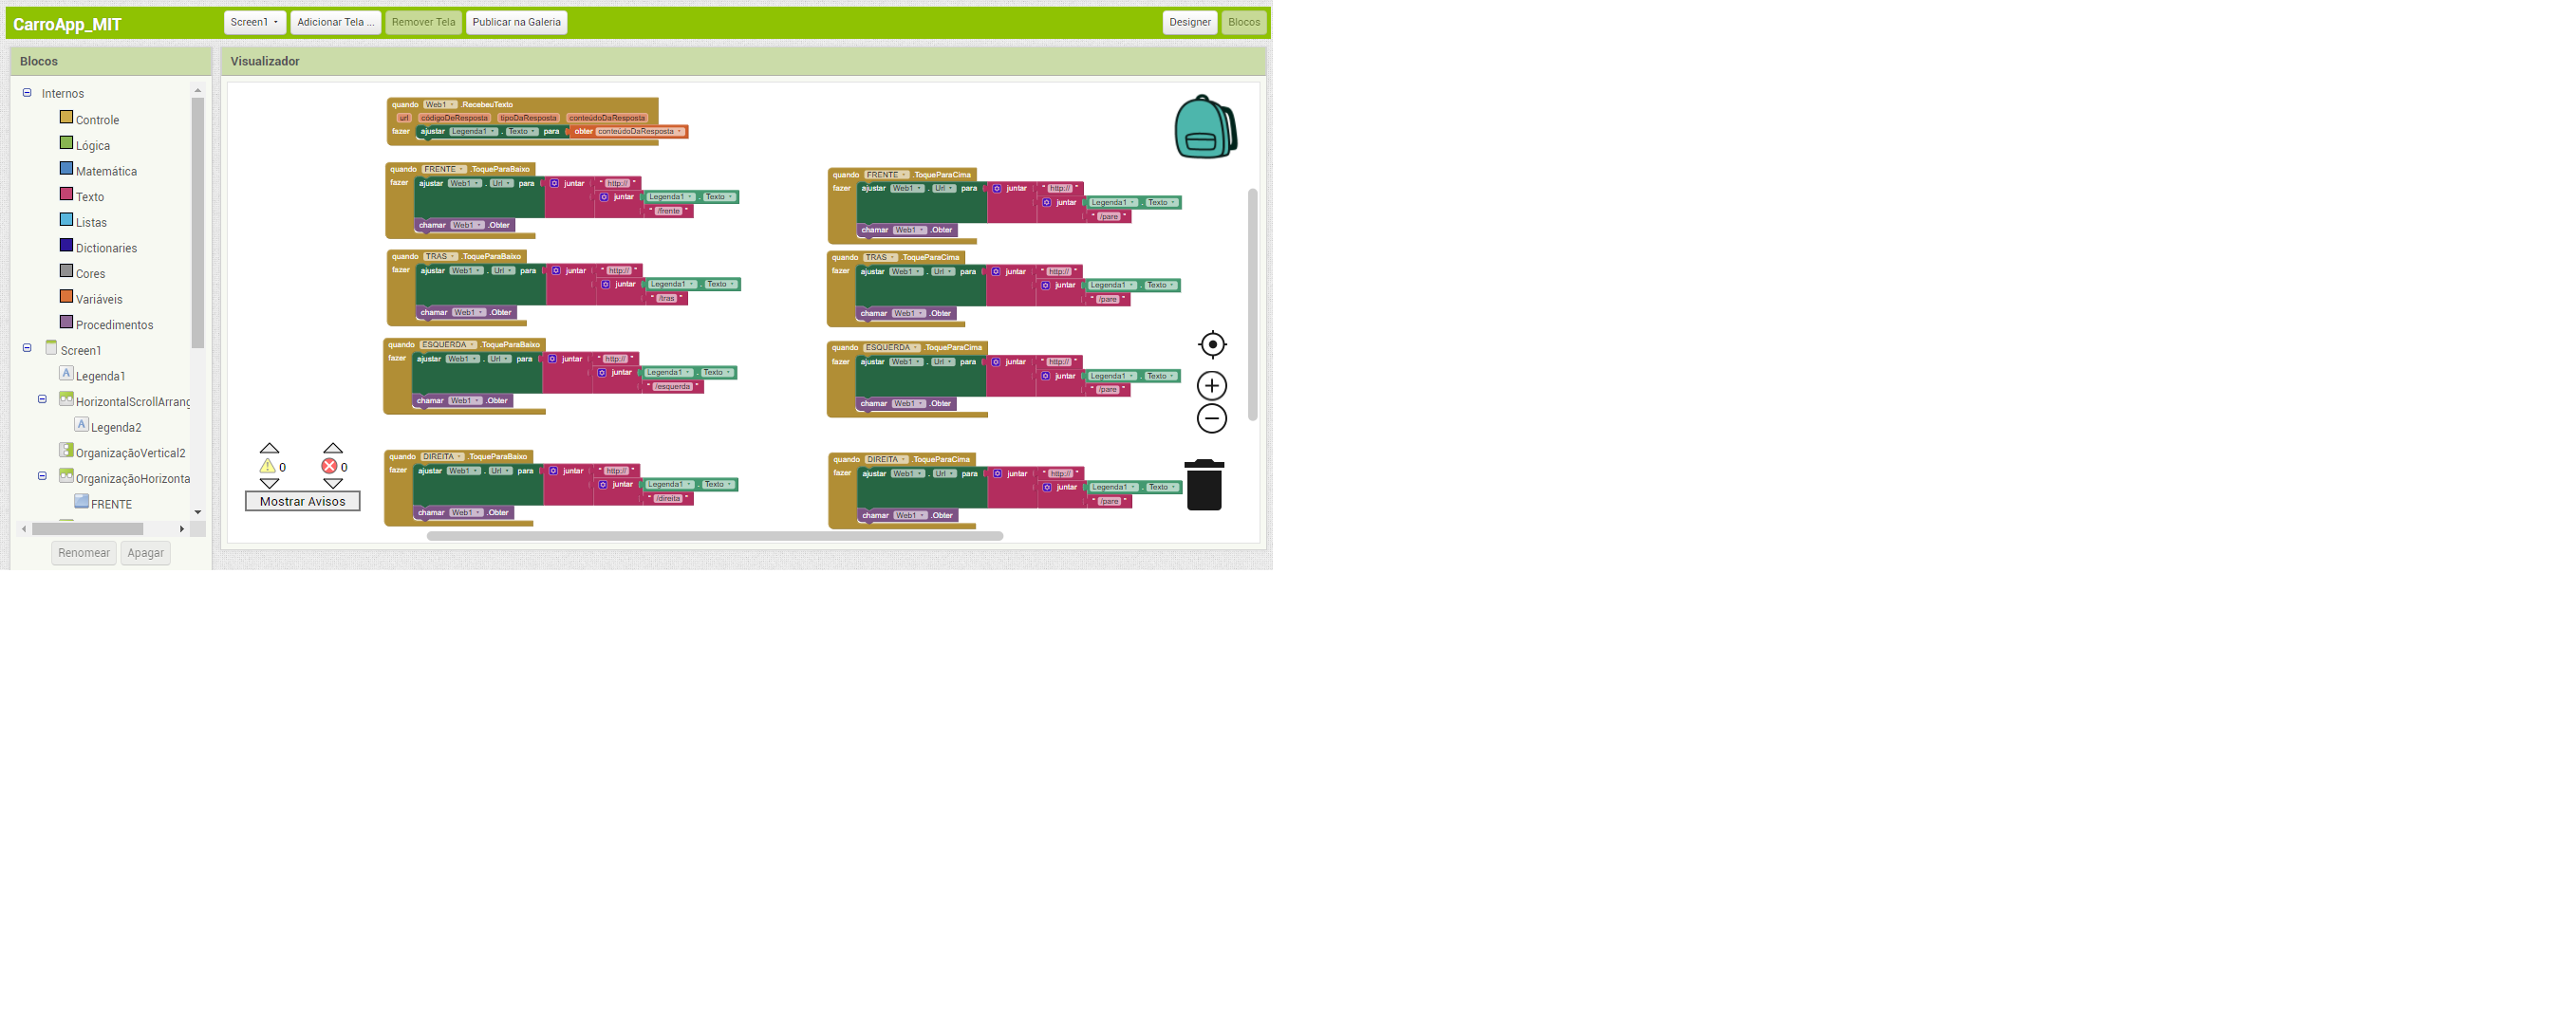 CarroApp_MIT
Screen1 Adicionar Tela ... Remover Tela Publicar na Galeria Designer Blocos
Blocos
Internos
Controle
Lógica
Matemática
Texto
Listas
Dictionaries
Cores
Variáveis
Procedimentos
Screen1
Legenda1
HorizontalScrollArrang
Legenda2
OrganizaçãoVertical2
OrganizaçãoHorizonta
FRENTE
Renomear Apagar
Visualizador
quando Web1 .RecebeuTexto
url códigoDeResposta tipoDaResposta conteúdoDaResposta
fazer ajustar Legenda1 . Texto para obter conteúdoDaResposta
quando FRENTE .ToqueParaBaixo
fazer ajustar Web1 . Url para juntar " http:// "
juntar Legenda1 . Texto
" /frente "
chamar Web1 .Obter
quando TRAS .ToqueParaBaixo
fazer ajustar Web1 . Url para juntar " http:// "
juntar Legenda1 . Texto
" /tras "
chamar Web1 .Obter
quando ESQUERDA .ToqueParaBaixo
fazer ajustar Web1 . Url para juntar " http:// "
juntar Legenda1 . Texto
" /esquerda "
chamar Web1 .Obter
quando DIREITA .ToqueParaBaixo
fazer ajustar Web1 . Url para juntar " http:// "
juntar Legenda1 . Texto
" /direita "
chamar Web1 .Obter
quando FRENTE .ToqueParaCima
fazer ajustar Web1 . Url para juntar " http:// "
juntar Legenda1 . Texto
" /pare "
chamar Web1 .Obter
quando TRAS .ToqueParaCima
fazer ajustar Web1 . Url para juntar " http:// "
juntar Legenda1 . Texto
" /pare "
chamar Web1 .Obter
quando ESQUERDA .ToqueParaCima
fazer ajustar Web1 . Url para juntar " http:// "
juntar Legenda1 . Texto
" /pare "
chamar Web1 .Obter
quando DIREITA .ToqueParaCima
fazer ajustar Web1 . Url para juntar " http:// "
juntar Legenda1 . Texto
" /pare "
chamar Web1 .Obter
0 0
Mostrar Avisos